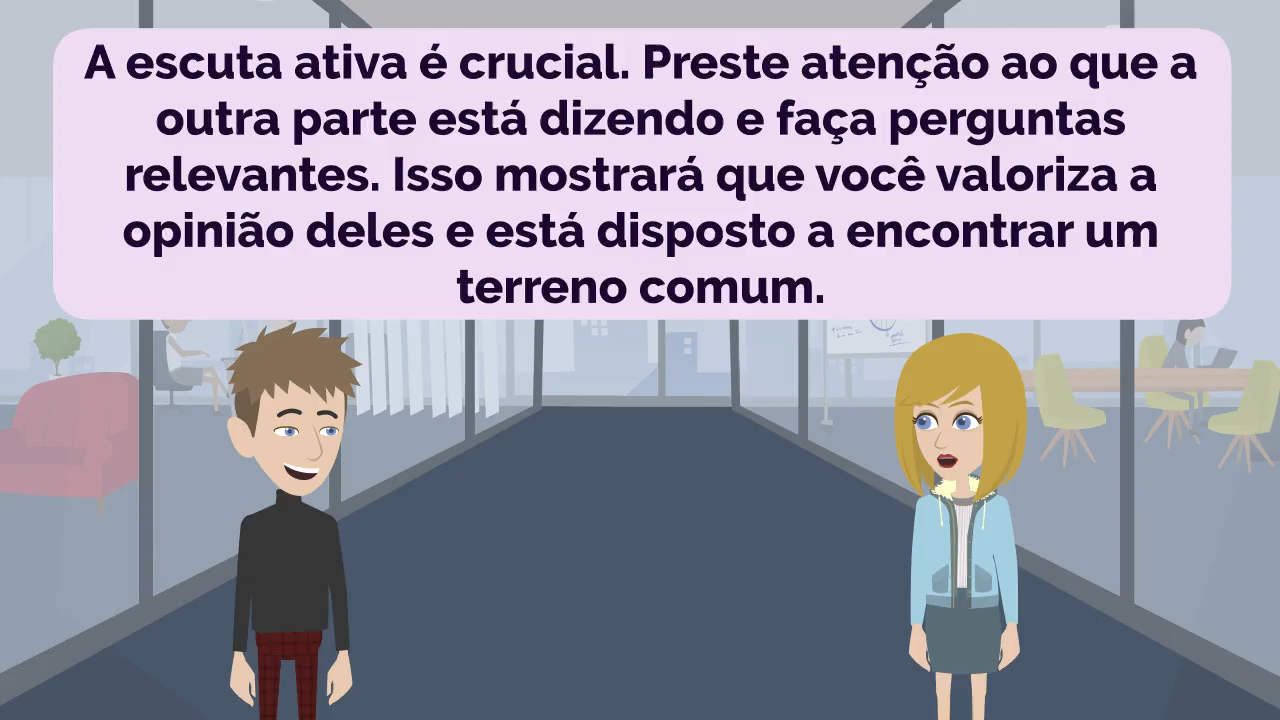 A escuta ativa é crucial. Preste atenção ao que a
outra parte está dizendo e faça perguntas
relevantes. Isso mostrará que você valoriza a
opinião deles e está disposto a encontrar um
terreno comum.